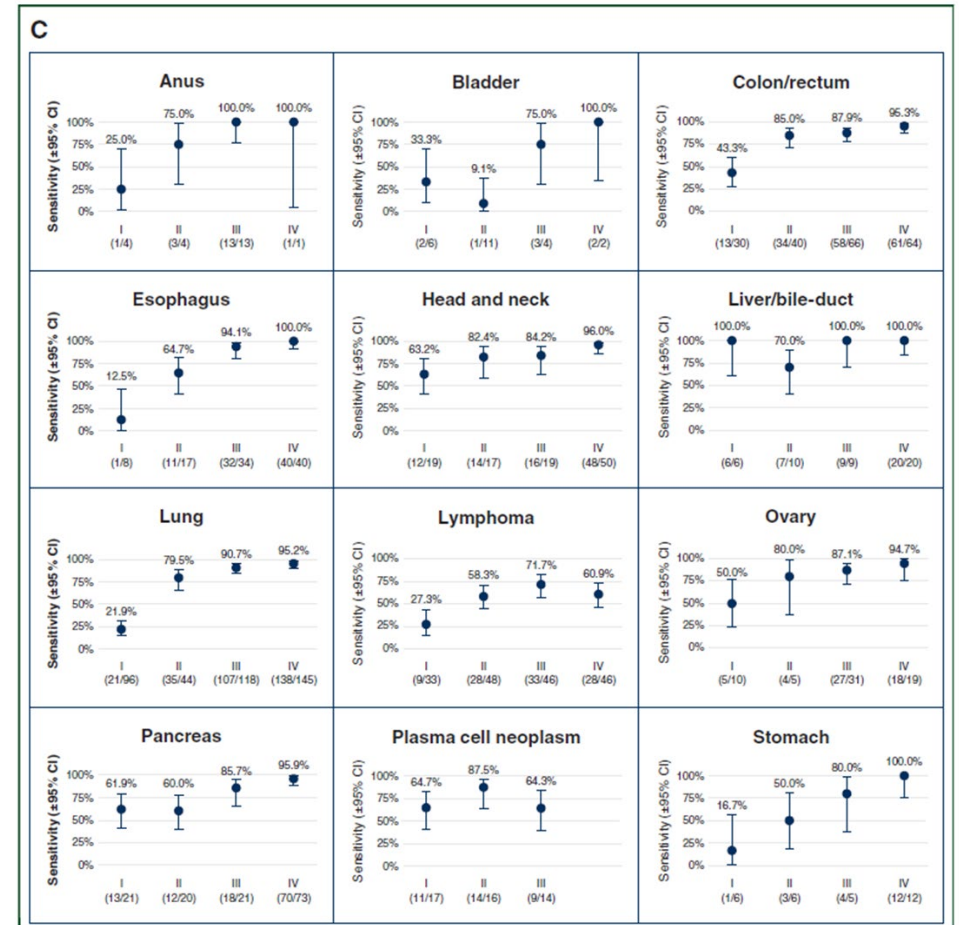 C
Anus
Sensitivity (±95% CI)
100%
75%
50%
25%
0%
25.0%
75.0%
100.0%
100.0%
I
II
III
IV
(1/4)
(3/4)
(13/13)
(1/1)
Bladder
Sensitivity (±95% CI)
100%
75%
50%
25%
0%
33.3%
9.1%
75.0%
100.0%
I
II
III
IV
(2/6)
(1/11)
(3/4)
(2/2)
Colon/rectum
Sensitivity (±95% CI)
100%
75%
50%
25%
0%
43.3%
85.0%
87.9%
95.3%
I
II
III
IV
(13/30)
(34/40)
(58/66)
(61/64)
Esophagus
Sensitivity (±95% CI)
100%
75%
50%
25%
0%
12.5%
64.7%
94.1%
100.0%
I
II
III
IV
(1/8)
(11/17)
(32/34)
(40/40)
Head and neck
Sensitivity (±95% CI)
100%
75%
50%
25%
0%
63.2%
82.4%
84.2%
96.0%
I
II
III
IV
(12/19)
(14/17)
(16/19)
(48/50)
Liver/bile-duct
Sensitivity (±95% CI)
100%
75%
50%
25%
0%
100.0%
70.0%
100.0%
100.0%
I
II
III
IV
(6/6)
(7/10)
(9/9)
(20/20)
Lung
Sensitivity (±95% CI)
100%
75%
50%
25%
0%
21.9%
79.5%
90.7%
95.2%
I
II
III
IV
(21/96)
(35/44)
(107/118)
(138/145)
Lymphoma
Sensitivity (±95% CI)
100%
75%
50%
25%
0%
27.3%
58.3%
71.7%
60.9%
I
II
III
IV
(9/33)
(28/48)
(33/46)
(28/46)
Ovary
Sensitivity (±95% CI)
100%
75%
50%
25%
0%
50.0%
80.0%
87.1%
94.7%
I
II
III
IV
(5/10)
(4/5)
(27/31)
(18/19)
Pancreas
Sensitivity (±95% CI)
100%
75%
50%
25%
0%
61.9%
60.0%
85.7%
95.9%
I
II
III
IV
(13/21)
(12/20)
(18/21)
(70/73)
Plasma cell neoplasm
Sensitivity (±95% CI)
100%
75%
50%
25%
0%
64.7%
87.5%
64.3%
I
II
III
(11/17)
(14/16)
(9/14)
Stomach
Sensitivity (±95% CI)
100%
75%
50%
25%
0%
16.7%
50.0%
80.0%
100.0%
I
II
III
IV
(1/6)
(3/6)
(4/5)
(12/12)